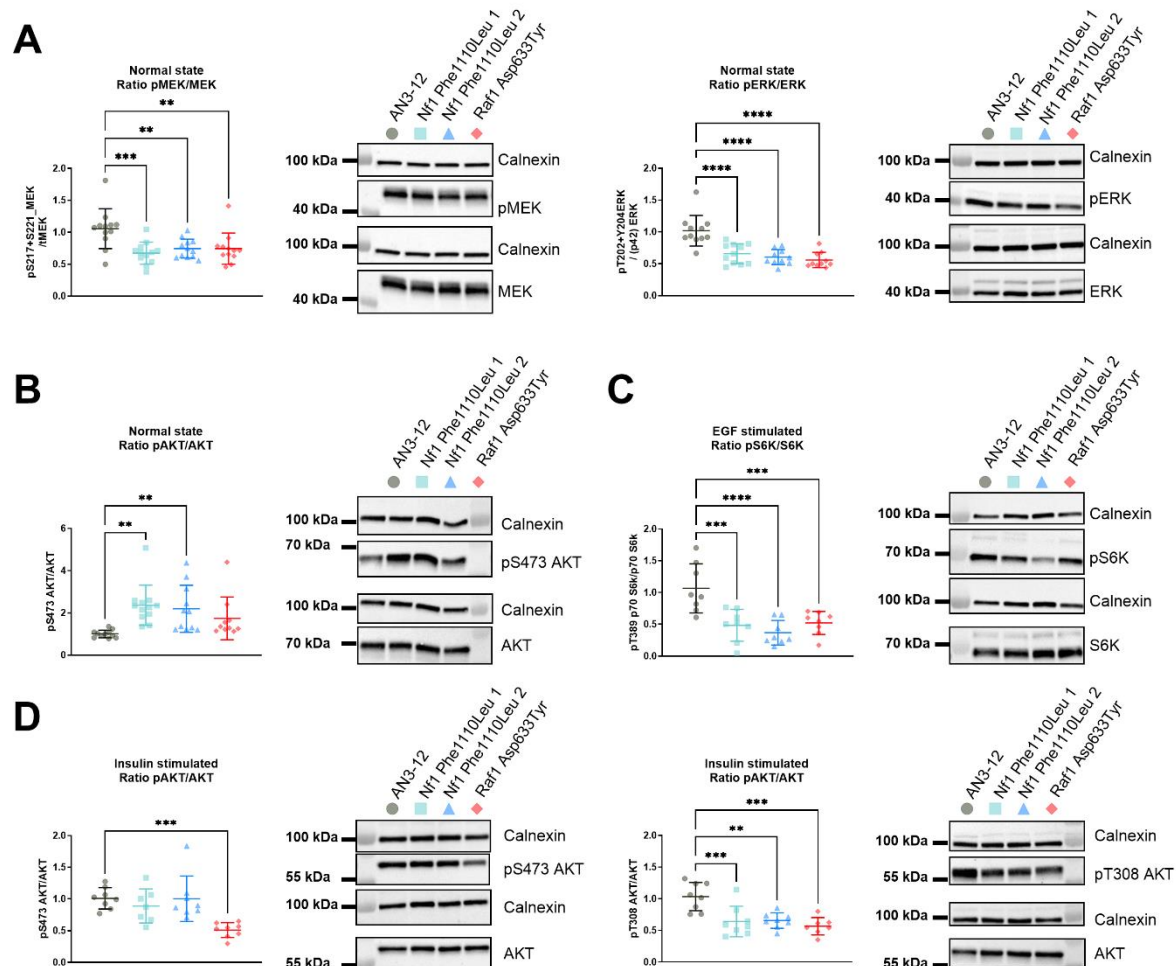 A
Normal state
Ratio pMEK/MEK
**
**
***
pS217+S221_MEK
/tMEK
2.0
1.5
1.0
0.5
0.0
AN3-12
Nf1 Phe1110Leu 1
Nf1 Phe1110Leu 2
Raf1 Asp633Tyr
100 kDa
Calnexin
40 kDa
pMEK
100 kDa
Calnexin
40 kDa
MEK
Normal state
Ratio pERK/ERK
****
****
****
pT202+Y204ERK
/ (p42) ERK
2.0
1.5
1.0
0.5
0.0
AN3-12
Nf1 Phe1110Leu 1
Nf1 Phe1110Leu 2
Raf1 Asp633Tyr
100 kDa
Calnexin
40 kDa
pERK
100 kDa
Calnexin
40 kDa
ERK
B
Normal state
Ratio pAKT/AKT
**
**
pS473 AKT/AKT
6
4
2
0
AN3-12
Nf1 Phe1110Leu 1
Nf1 Phe1110Leu 2
Raf1 Asp633Tyr
100 kDa
Calnexin
70 kDa
pS473 AKT
100 kDa
Calnexin
70 kDa
AKT
C
EGF stimulated
Ratio pS6K/S6K
***
****
***
pT389 p70 S6k/p70 S6k
2.0
1.5
1.0
0.5
0.0
AN3-12
Nf1 Phe1110Leu 1
Nf1 Phe1110Leu 2
Raf1 Asp633Tyr
100 kDa
Calnexin
70 kDa
pS6K
100 kDa
Calnexin
70 kDa
S6K
D
Insulin stimulated
Ratio pAKT/AKT
***
pS473 AKT/AKT
2.0
1.5
1.0
0.5
0.0
AN3-12
Nf1 Phe1110Leu 1
Nf1 Phe1110Leu 2
Raf1 Asp633Tyr
100 kDa
Calnexin
55 kDa
pS473 AKT
100 kDa
Calnexin
55 kDa
AKT
Insulin stimulated
Ratio pAKT/AKT
***
**
***
pT308 AKT/AKT
2.0
1.5
1.0
0.5
0.0
AN3-12
Nf1 Phe1110Leu 1
Nf1 Phe1110Leu 2
Raf1 Asp633Tyr
100 kDa
Calnexin
55 kDa
pT308 AKT
100 kDa
Calnexin
55 kDa
AKT